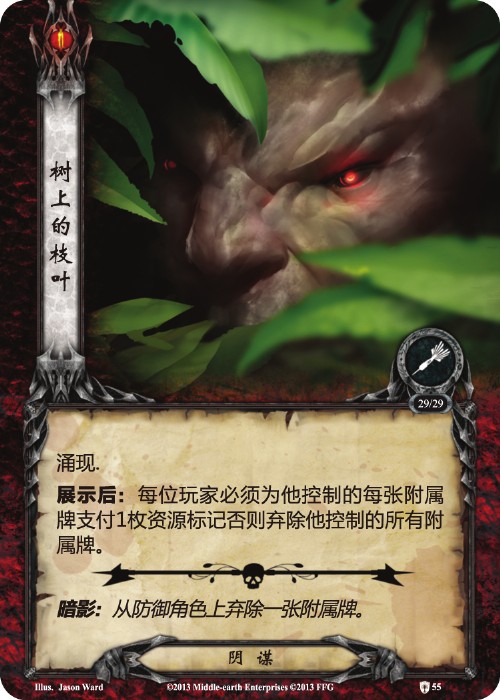 树上的枝叶
29/29
涌现.
展示后：每位玩家必须为他控制的每张附属
牌支付1枚资源标记否则弃除他控制的所有附
属牌。
暗影：从防御角色上弃除一张附属牌。
阴谋
Illus. Jason Ward
©2013 Middle-earth Enterprises ©2013 FFG
55